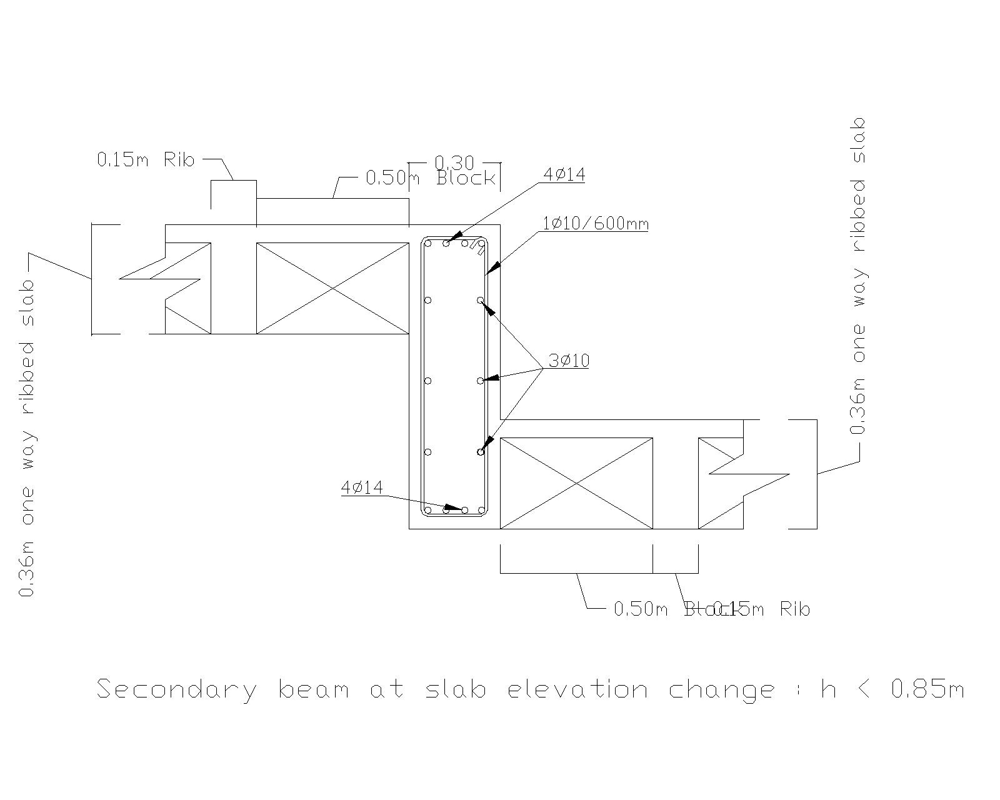 0.15m Rib
0.30
0.50m Block
4ø14
1ø10/600mm
0.36m one way ribbed slab
0.36m one way ribbed slab
3ø10
4ø14
0.50m Block
0.15m Rib
Secondary beam at slab elevation change : h < 0.85m